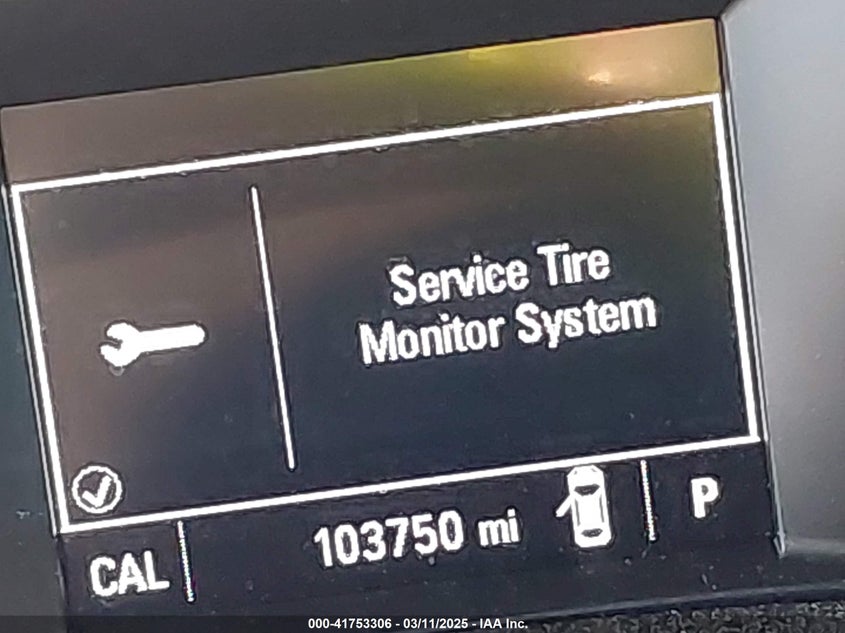 Service Tire
Monitor System
CAL
103750 mi
P
000-41753306 - 03/11/2025 - IAA Inc.